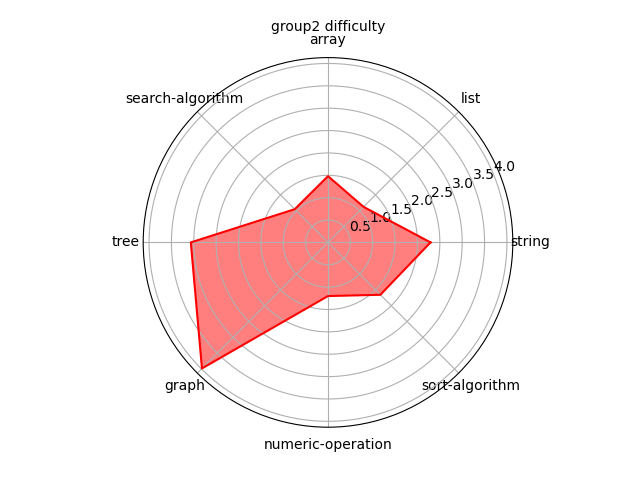 group2 difficulty
array
search-algorithm
list
4.0
3.5
3.0
2.5
2.0
1.5
1.0
0.5
tree
string
graph
sort-algorithm
numeric-operation